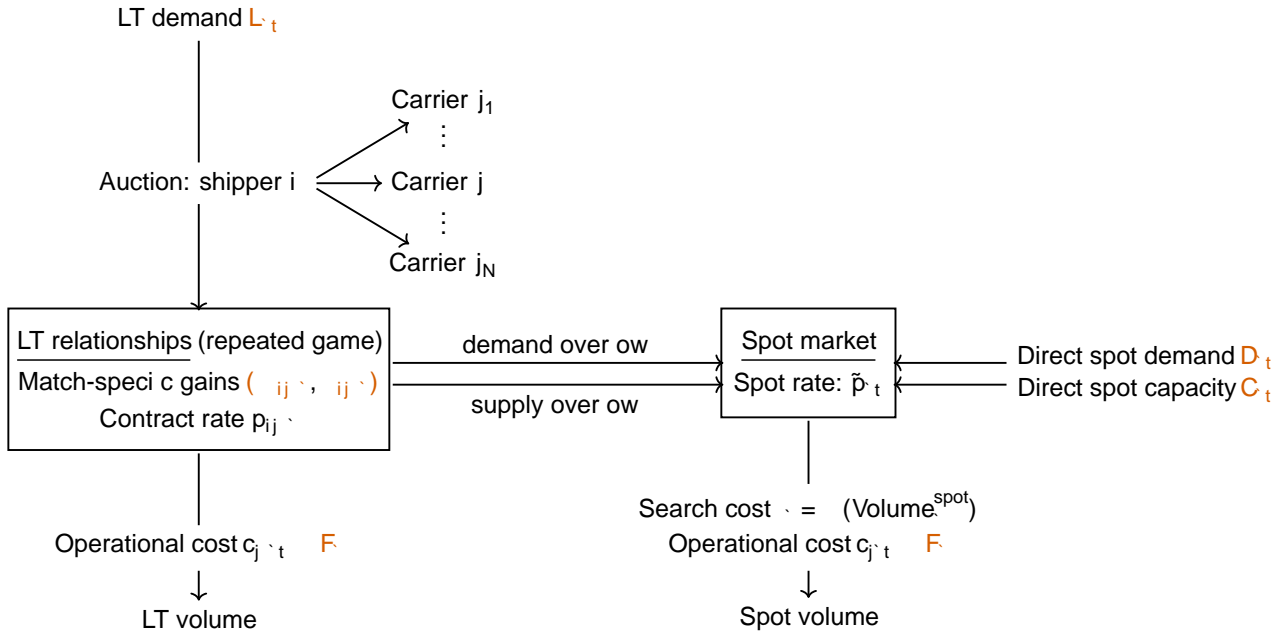 LT demand L`t
Carrier j1
⋮
Auction: shipper i
Carrier j
⋮
Carrier jN
LT relationships (repeated game)
Match-speci c gains ( ij`, ij`)
Contract rate pij`
demand over ow
supply over ow
Spot market
Spot rate: p̃`t
Direct spot demand D`t
Direct spot capacity C`t
Search cost ` = (Volume`spot)
Operational cost cj`t F`
Operational cost cj`t F`
LT volume
Spot volume